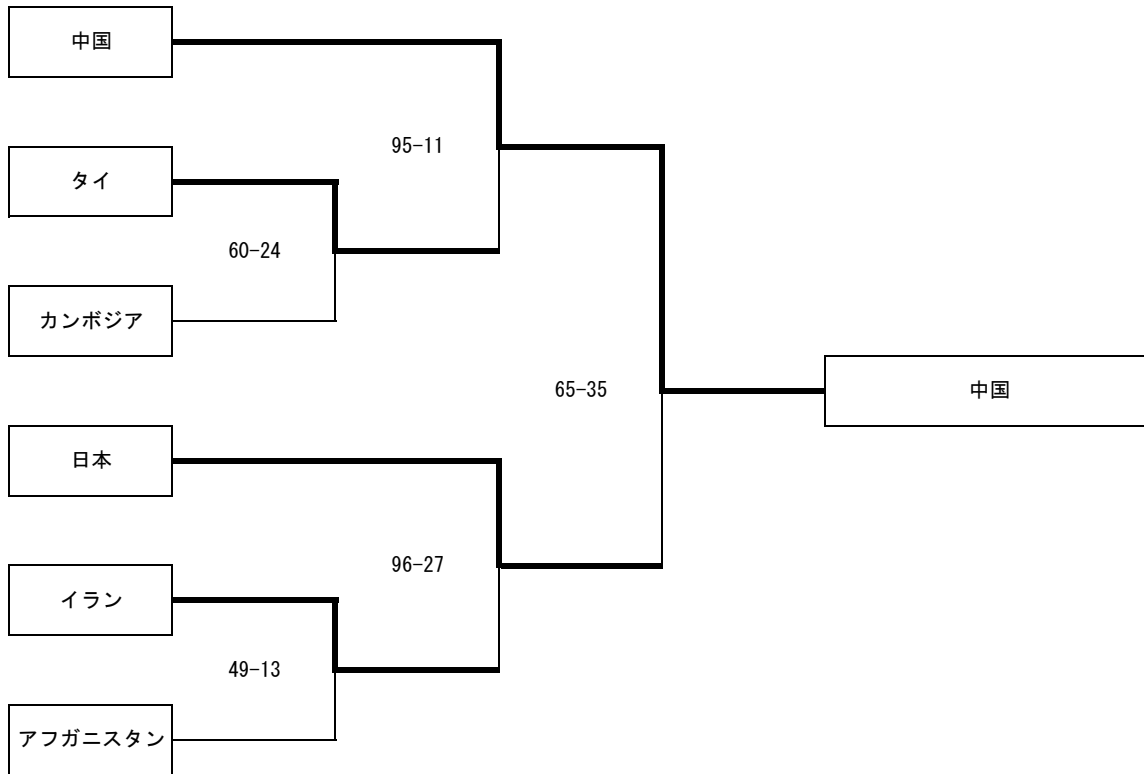 中国
95-11
タイ
60-24
カンボジア
65-35
中国
日本
96-27
イラン
49-13
アフガニスタン